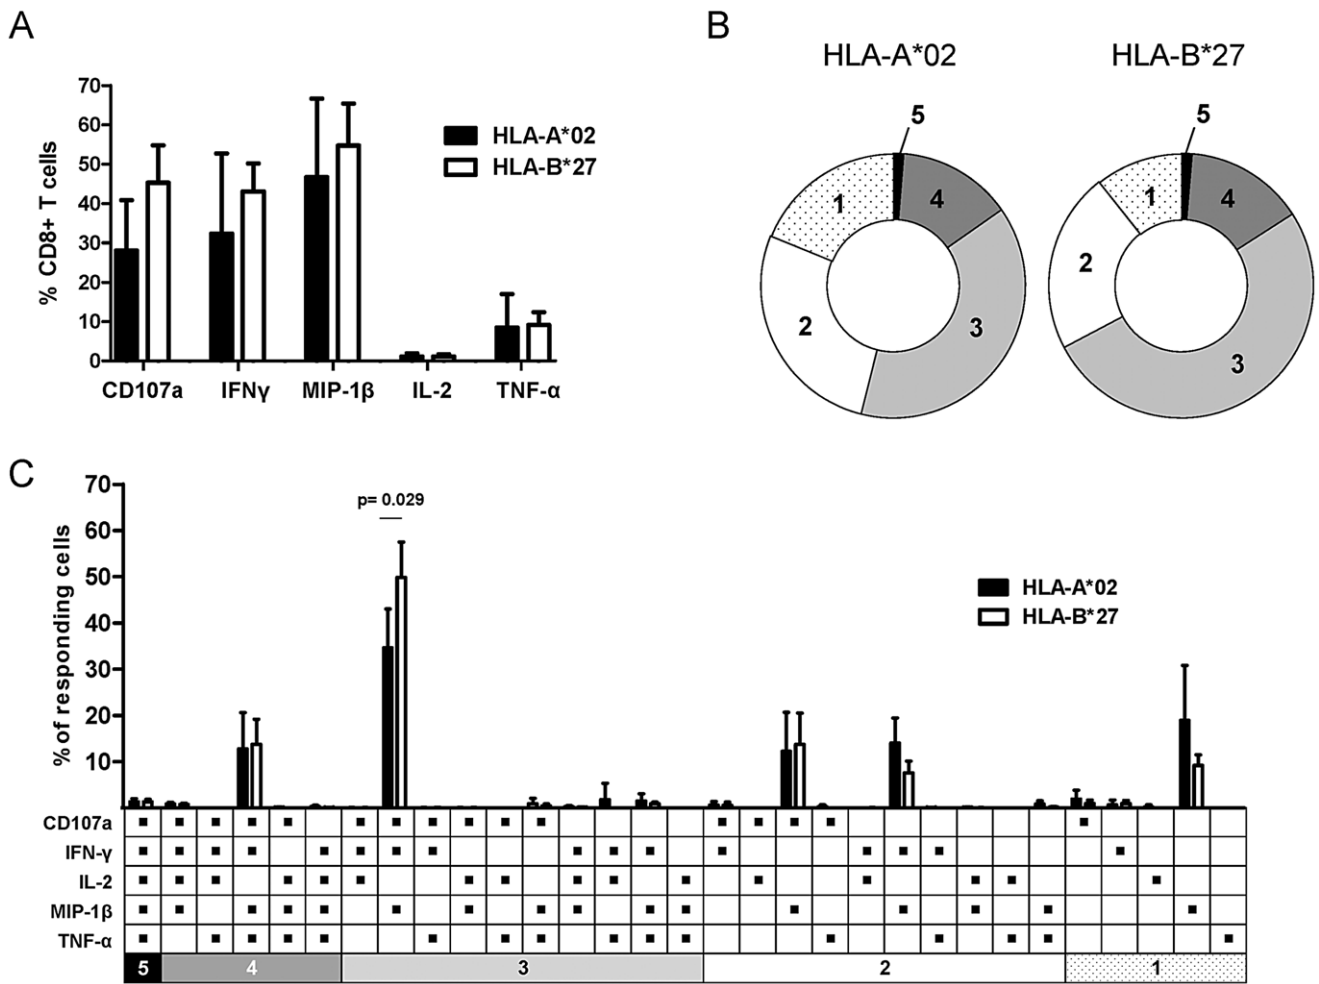 A
% CD8+ T cells
70
60
50
40
30
20
10
0
CD107a IFNγ MIP-1β IL-2 TNF-α
HLA-A*02
HLA-B*27
B
HLA-A*02 HLA-B*27
5
4
3
2
1
5
4
3
2
1
C
% of responding cells
70
60
50
40
30
20
10
p= 0.029
HLA-A*02
HLA-B*27
CD107a
IFN-γ
IL-2
MIP-1β
TNF-α
5 4 3 2 1